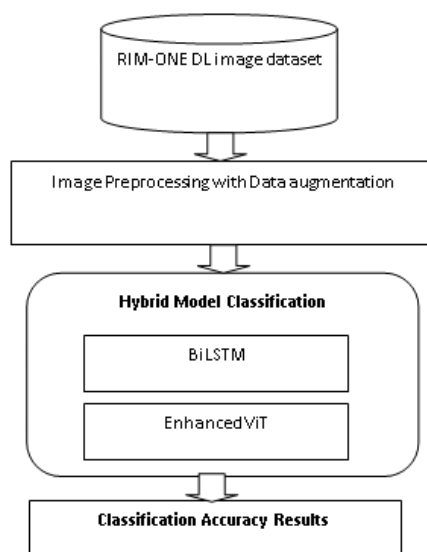 RIM-ONE DL image dataset
Image Preprocessing with Data augmentation
Hybrid Model Classification
BiLSTM
Enhanced ViT
Classification Accuracy Results